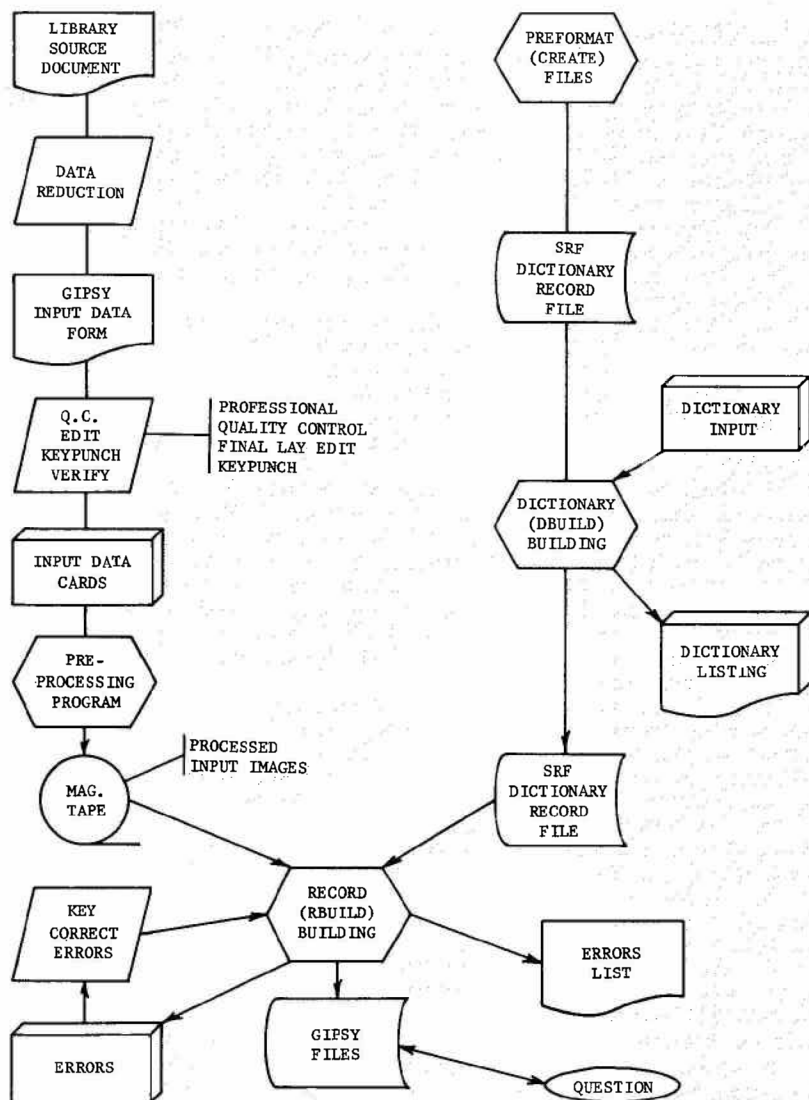 LIBRARY
SOURCE
DOCUMENT
DATA
REDUCTION
GIPSY
INPUT DATA
FORM
Q.C.
EDIT
KEYPUNCH
VERIFY
PROFESSIONAL
QUALITY CONTROL
FINAL LAY EDIT
KEYPUNCH
INPUT DATA
CARDS
PRE-
PROCESSING
PROGRAM
MAG.
TAPE
PROCESSED
INPUT IMAGES
PREFORMAT
(CREATE)
FILES
SRF
DICTIONARY
RECORD
FILE
DICTIONARY
INPUT
DICTIONARY
(DBUILD)
BUILDING
DICTIONARY
LISTING
SRF
DICTIONARY
RECORD
FILE
RECORD
(RBUILD)
BUILDING
KEY
CORRECT
ERRORS
ERRORS
GIPSY
FILES
ERRORS
LIST
QUESTION